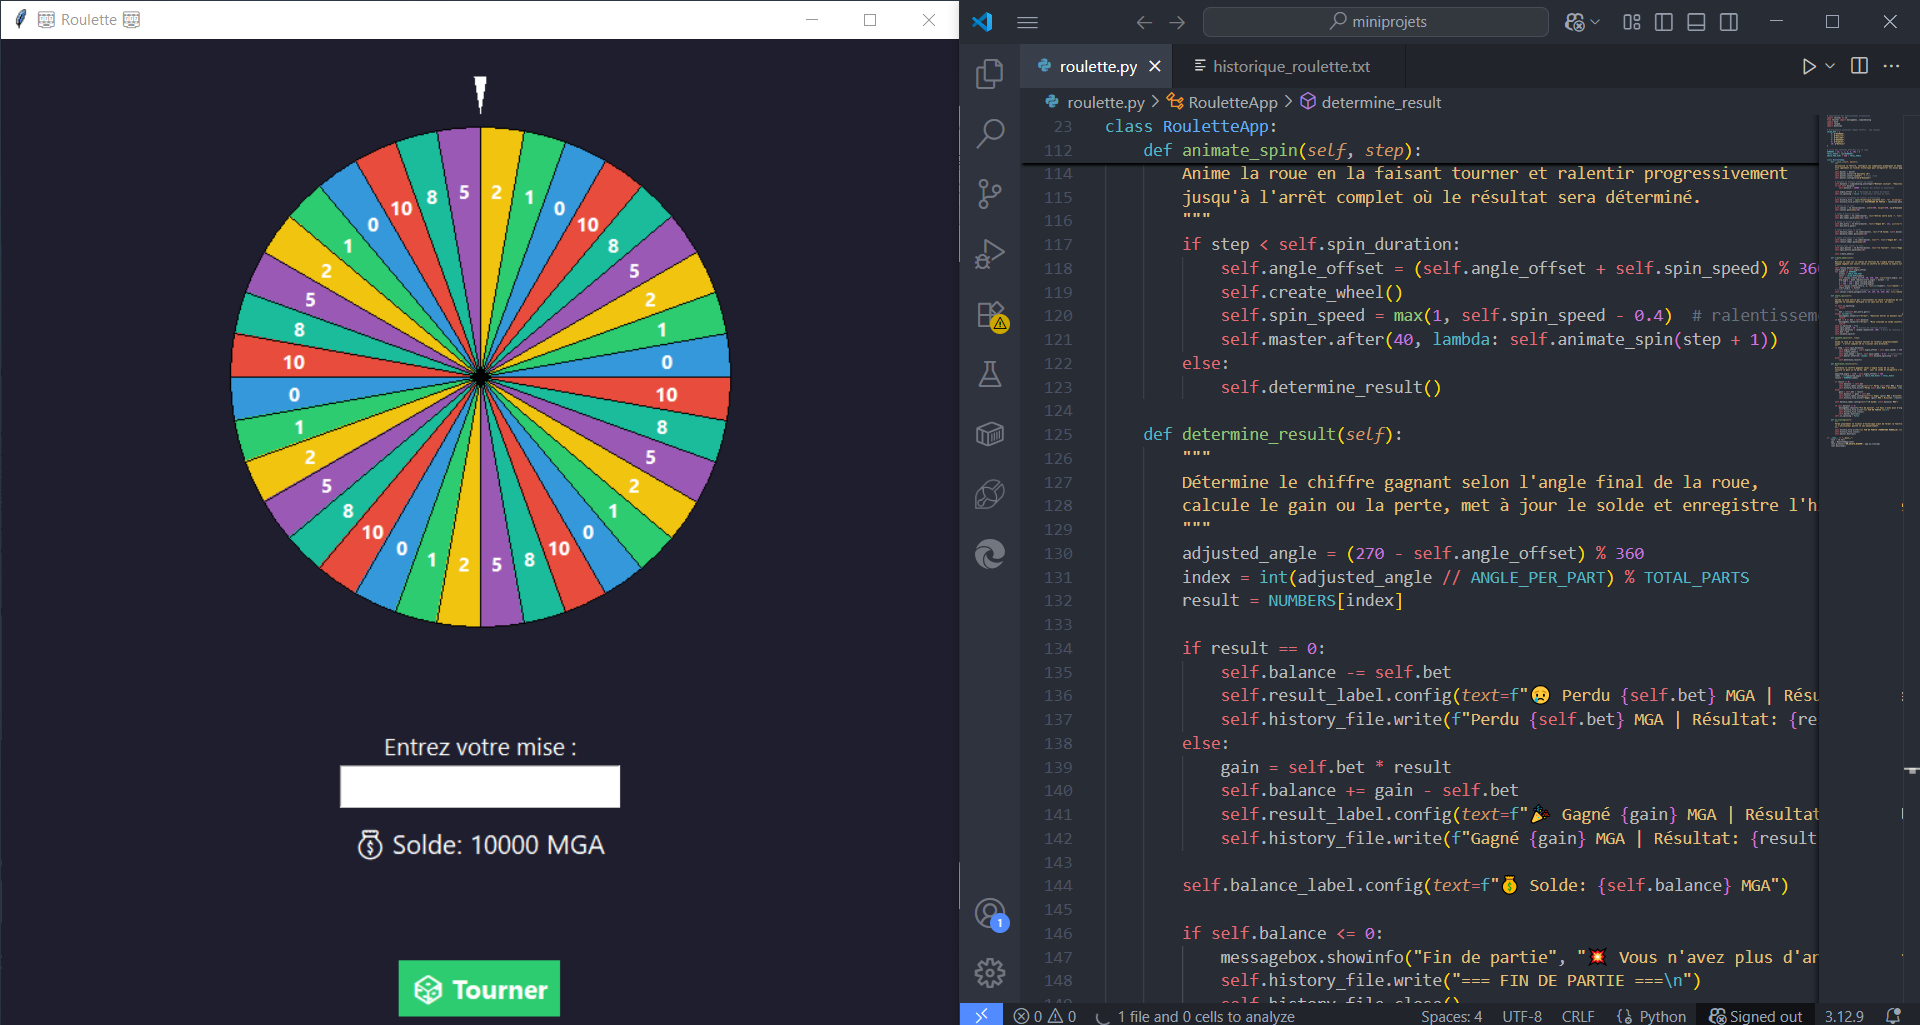 Roulette
5 2 1 0 10 8 5 2 1 0 10 8 5 2 1 0 10 8 5 2 1 0 10 8 5 2 1 0 10 8 5 2 1 0 10 8
Entrez votre mise :
Solde: 10000 MGA
Tourner
miniprojets
roulette.py
historique_roulette.txt
roulette.py > RouletteApp > determine_result
23 class RouletteApp:
112 def animate_spin(self, step):
114 Anime la roue en la faisant tourner et ralentir progressivement
115 jusqu'à l'arrêt complet où le résultat sera déterminé.
116 """
117 if step < self.spin_duration:
118 self.angle_offset = (self.angle_offset + self.spin_speed) % 36
119 self.create_wheel()
120 self.spin_speed = max(1, self.spin_speed - 0.4) # ralentissem
121 self.master.after(40, lambda: self.animate_spin(step + 1))
122 else:
123 self.determine_result()
124
125 def determine_result(self):
126 """
127 Détermine le chiffre gagnant selon l'angle final de la roue,
128 calcule le gain ou la perte, met à jour le solde et enregistre l'h
129 """
130 adjusted_angle = (270 - self.angle_offset) % 360
131 index = int(adjusted_angle // ANGLE_PER_PART) % TOTAL_PARTS
132 result = NUMBERS[index]
133
134 if result == 0:
135 self.balance -= self.bet
136 self.result_label.config(text=f"😥 Perdu {self.bet} MGA | Résu
137 self.history_file.write(f"Perdu {self.bet} MGA | Résultat: {re
138 else:
139 gain = self.bet * result
140 self.balance += gain - self.bet
141 self.result_label.config(text=f"🎉 Gagné {gain} MGA | Résultat
142 self.history_file.write(f"Gagné {gain} MGA | Résultat: {result
143
144 self.balance_label.config(text=f"💰 Solde: {self.balance} MGA")
145
146 if self.balance <= 0:
147 messagebox.showinfo("Fin de partie", "💥 Vous n'avez plus d'ar
148 self.history_file.write("=== FIN DE PARTIE ===\n")
1
0 0 1 file and 0 cells to analyze Spaces: 4 UTF-8 CRLF {} Python Signed out 3.12.9